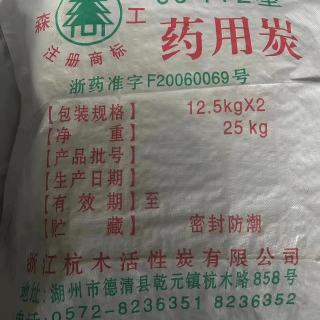 森 工
注册商标
药用炭
浙药准字F20060069号
【包装规格】 12.5kgX2
【净 重】 25kg
【产品批号】
【生产日期】
【有 效 期】至
【贮 藏】 密封防潮
浙江杭木活性炭有限公司
地址:湖州市德清县乾元镇杭木路858号
0572-8236351 8236352